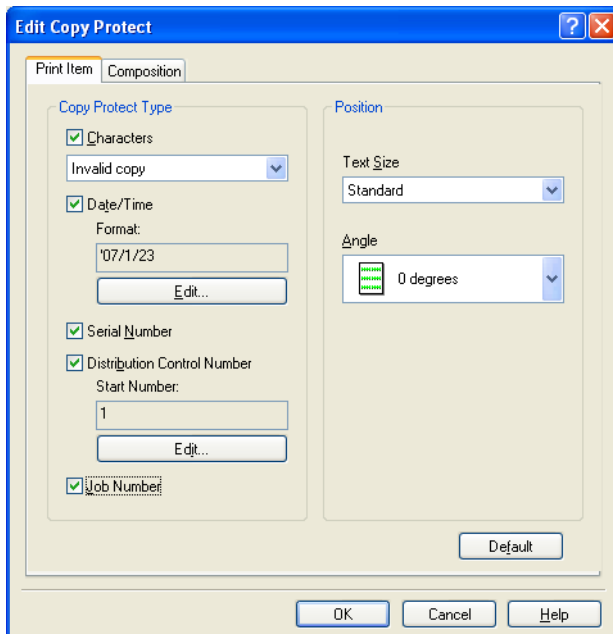 Edit Copy Protect
Print Item
Composition
Copy Protect Type
Characters
Invalid copy
Date/Time
Format:
'07/1/23
Edit...
Serial Number
Distribution Control Number
Start Number:
1
Edit...
Job Number
Position
Text Size
Standard
Angle
0 degrees
Default
OK
Cancel
Help